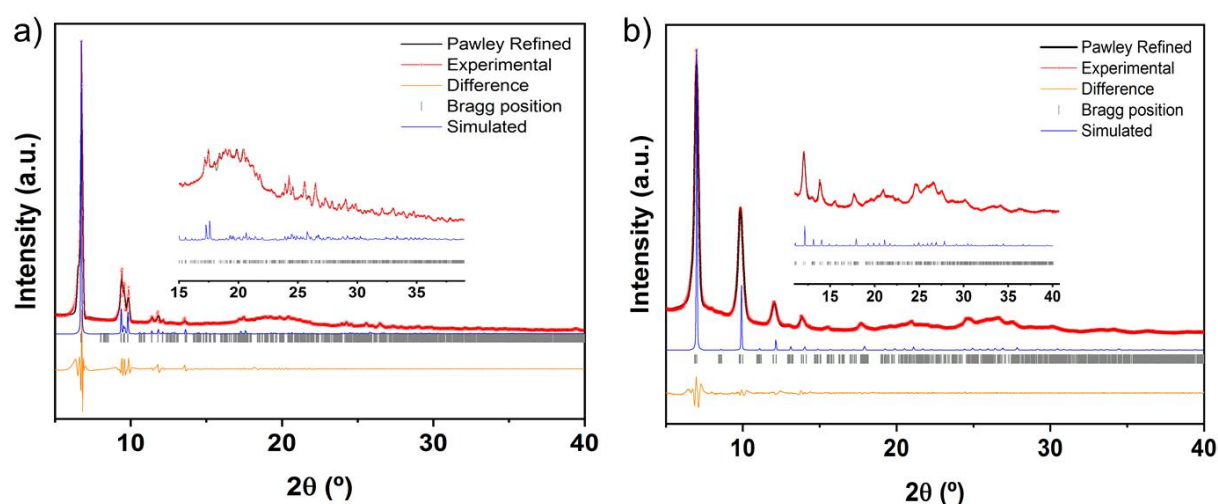 a)
Pawley Refined
Experimental
Difference
Bragg position
Simulated
Intensity (a.u.)
15 20 25 30 35
10 20 30 40
2θ (º)
b)
Pawley Refined
Experimental
Difference
Bragg position
Simulated
Intensity (a.u.)
15 20 25 30 35 40
10 20 30 40
2θ (º)